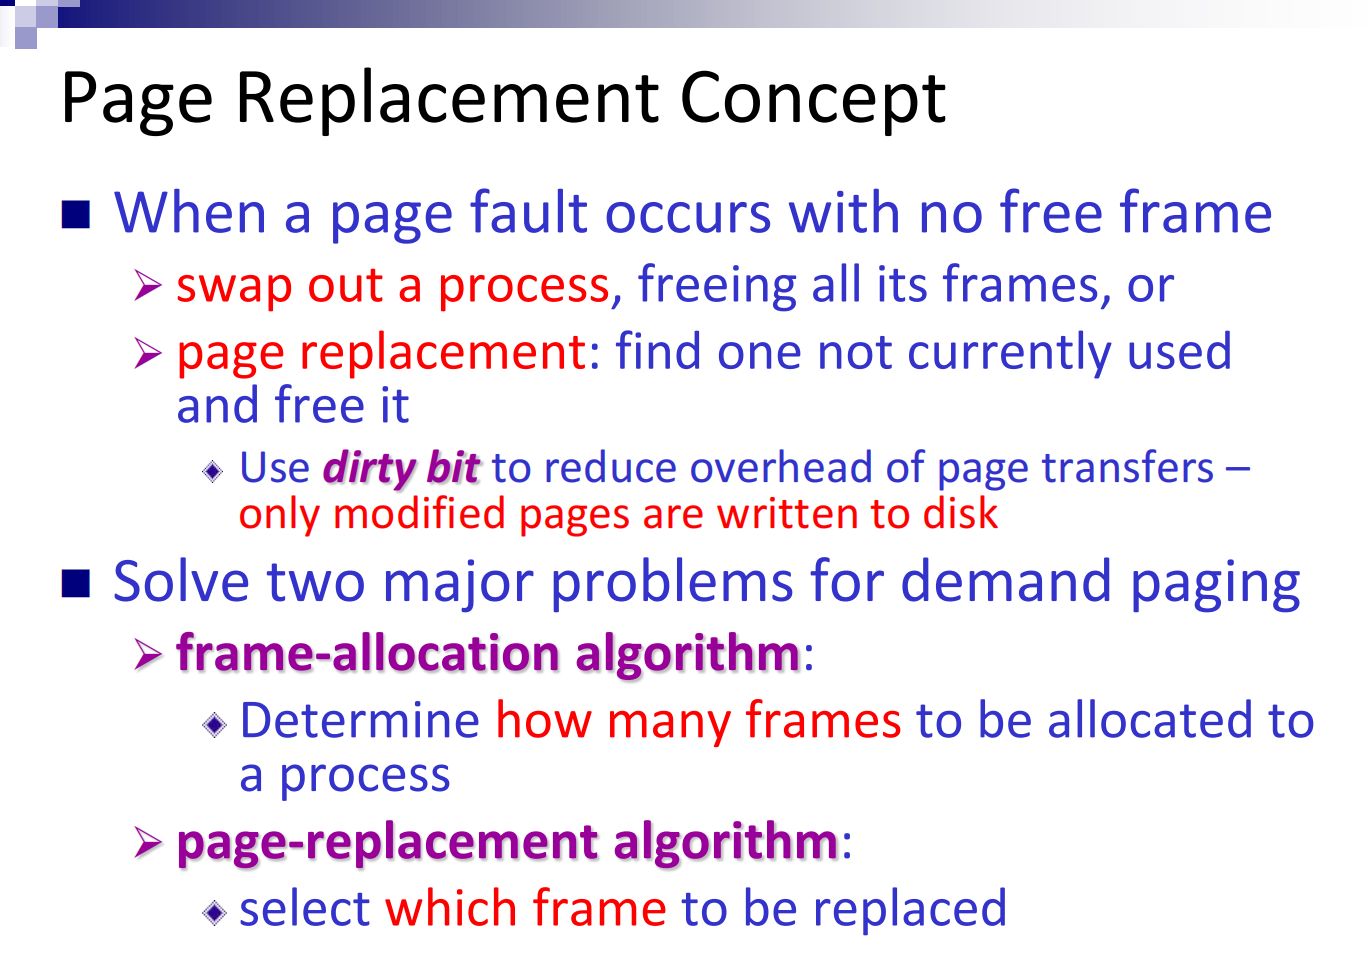 Page Replacement Concept
When a page fault occurs with no free frame
swap out a process, freeing all its frames, or
page replacement: find one not currently used
and free it
Use dirty bit to reduce overhead of page transfers –
only modified pages are written to disk
Solve two major problems for demand paging
frame-allocation algorithm:
Determine how many frames to be allocated to
a process
page-replacement algorithm:
select which frame to be replaced